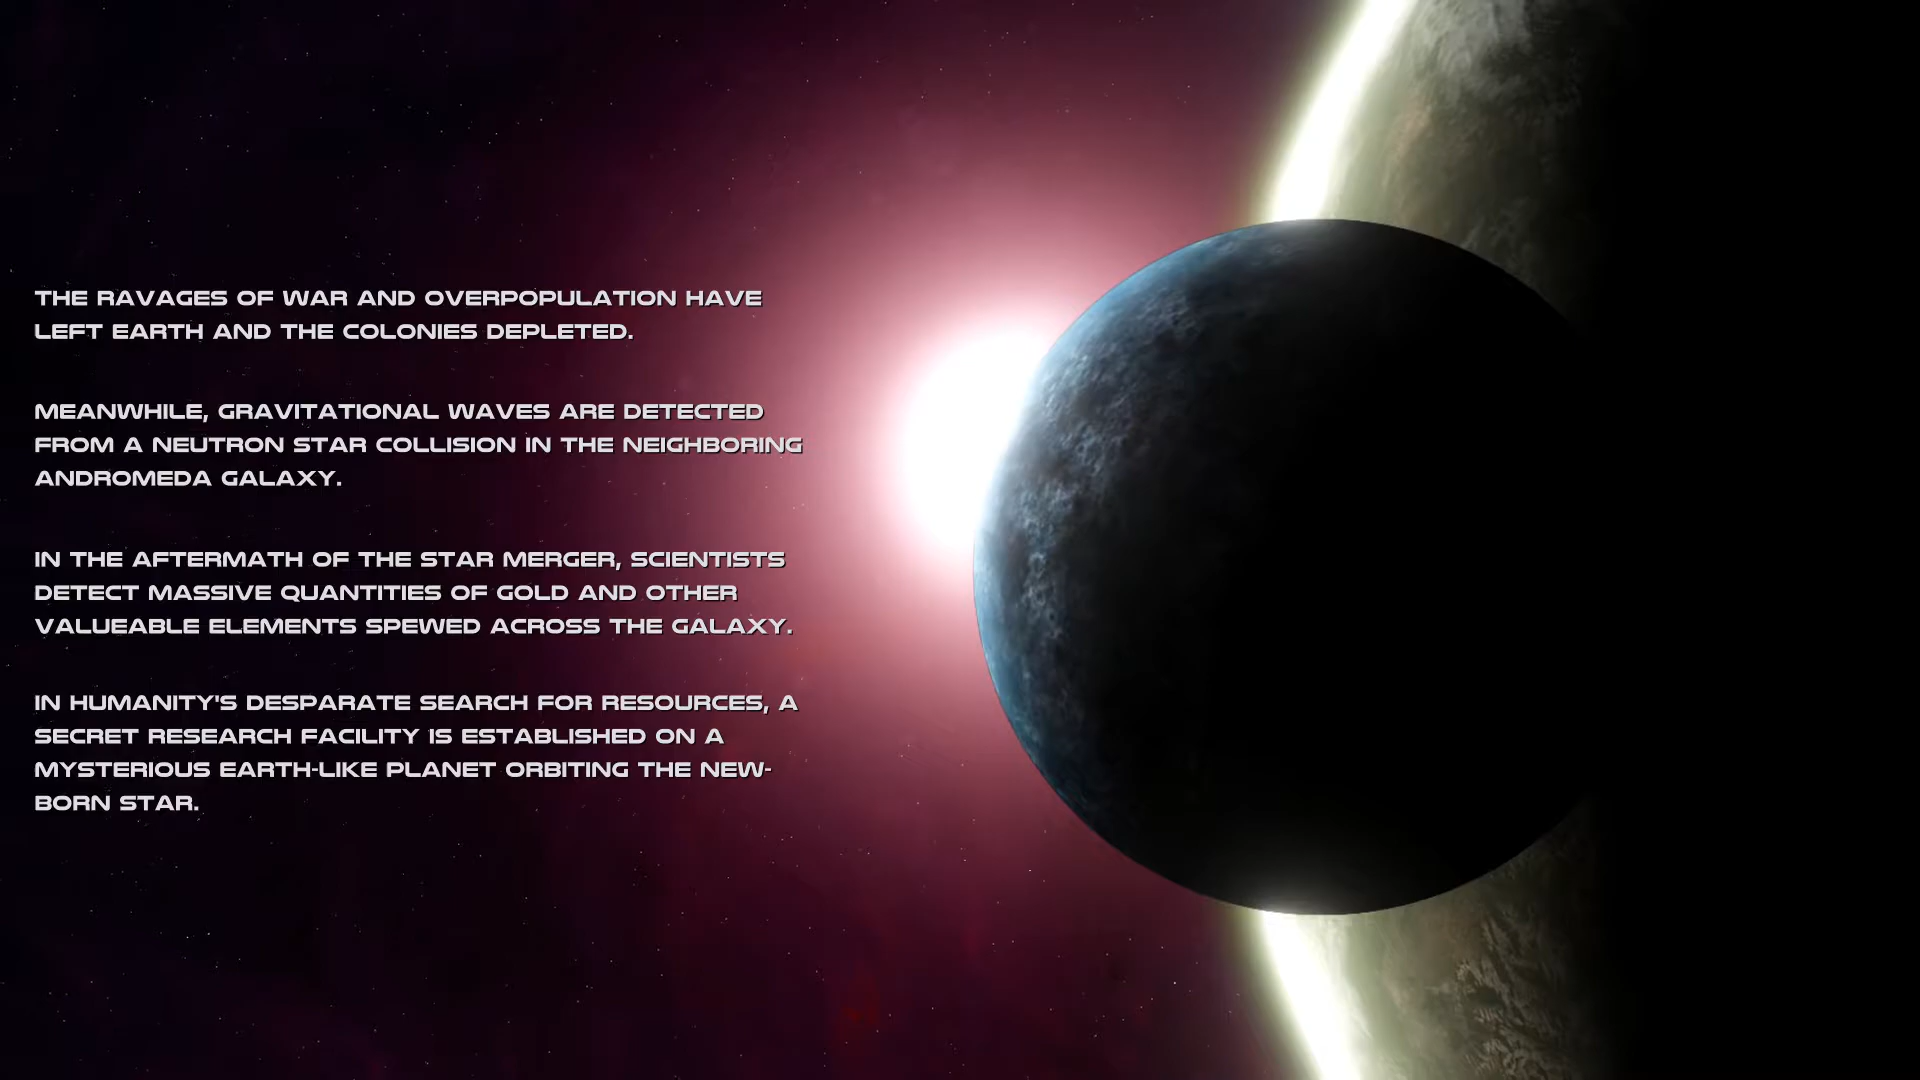 THE RAVAGES OF WAR AND OVERPOPULATION HAVE
LEFT EARTH AND THE COLONIES DEPLETED.
MEANWHILE, GRAVITATIONAL WAVES ARE DETECTED
FROM A NEUTRON STAR COLLISION IN THE NEIGHBORING
ANDROMEDA GALAXY.
IN THE AFTERMATH OF THE STAR MERGER, SCIENTISTS
DETECT MASSIVE QUANTITIES OF GOLD AND OTHER
VALUEABLE ELEMENTS SPEWED ACROSS THE GALAXY.
IN HUMANITY'S DESPARATE SEARCH FOR RESOURCES, A
SECRET RESEARCH FACILITY IS ESTABLISHED ON A
MYSTERIOUS EARTH-LIKE PLANET ORBITING THE NEW-
BORN STAR.